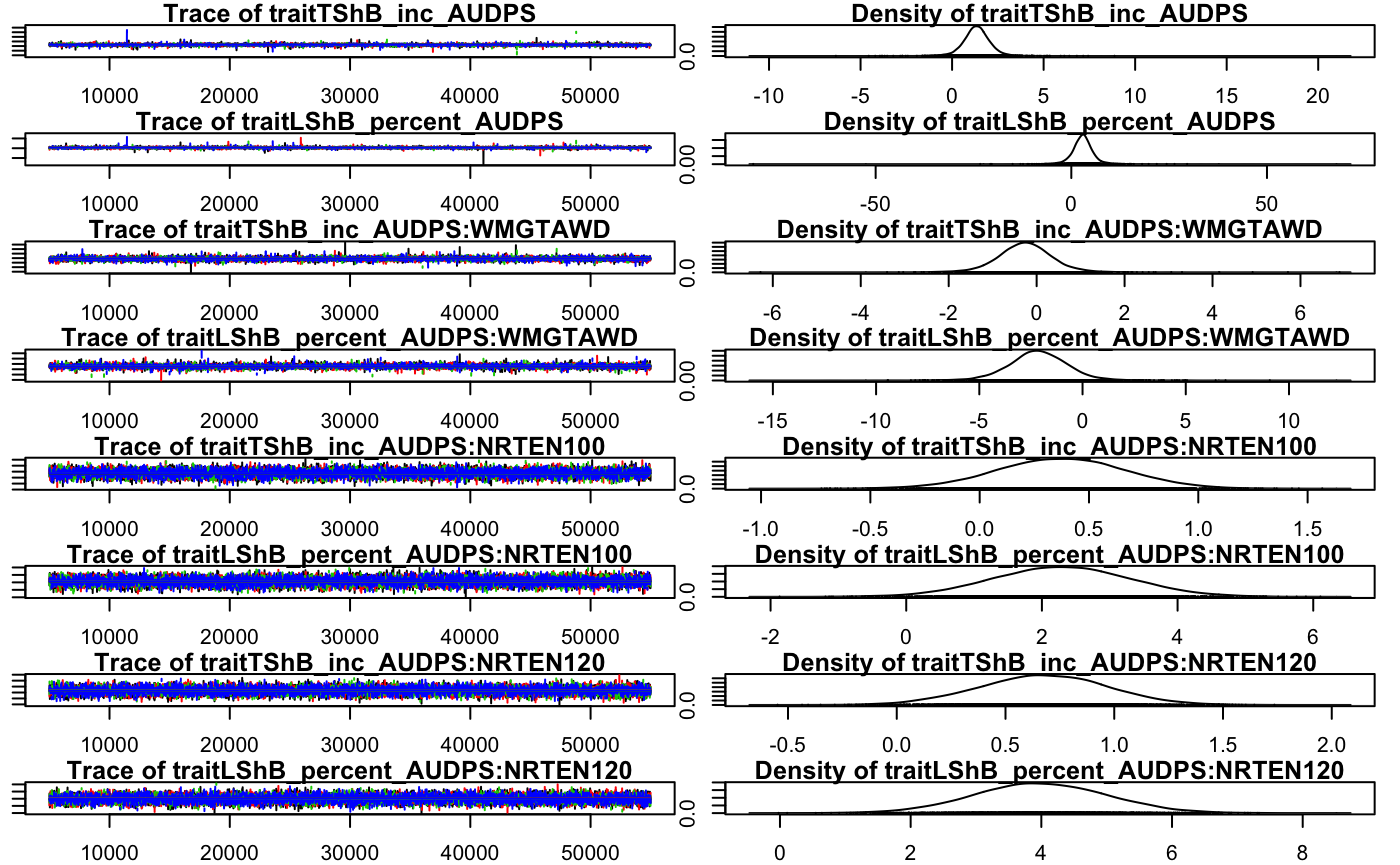 Trace of traitTShB_inc_AUDPS
Density of traitTShB_inc_AUDPS
10000 20000 30000 40000 50000
0.0
-10 -5 0 5 10 15 20
Trace of traitLShB_percent_AUDPS
Density of traitLShB_percent_AUDPS
10000 20000 30000 40000 50000
0.00
-50 0 50
Trace of traitTShB_inc_AUDPS:WMGTAWD
Density of traitTShB_inc_AUDPS:WMGTAWD
10000 20000 30000 40000 50000
0.0
-6 -4 -2 0 2 4 6
Trace of traitLShB_percent_AUDPS:WMGTAWD
Density of traitLShB_percent_AUDPS:WMGTAWD
10000 20000 30000 40000 50000
0.00
-15 -10 -5 0 5 10
Trace of traitTShB_inc_AUDPS:NRTEN100
Density of traitTShB_inc_AUDPS:NRTEN100
10000 20000 30000 40000 50000
0.0
-1.0 -0.5 0.0 0.5 1.0 1.5
Trace of traitLShB_percent_AUDPS:NRTEN100
Density of traitLShB_percent_AUDPS:NRTEN100
10000 20000 30000 40000 50000
0.0
-2 0 2 4 6
Trace of traitTShB_inc_AUDPS:NRTEN120
Density of traitTShB_inc_AUDPS:NRTEN120
10000 20000 30000 40000 50000
0.0
-0.5 0.0 0.5 1.0 1.5 2.0
Trace of traitLShB_percent_AUDPS:NRTEN120
Density of traitLShB_percent_AUDPS:NRTEN120
10000 20000 30000 40000 50000
0.0
0 2 4 6 8